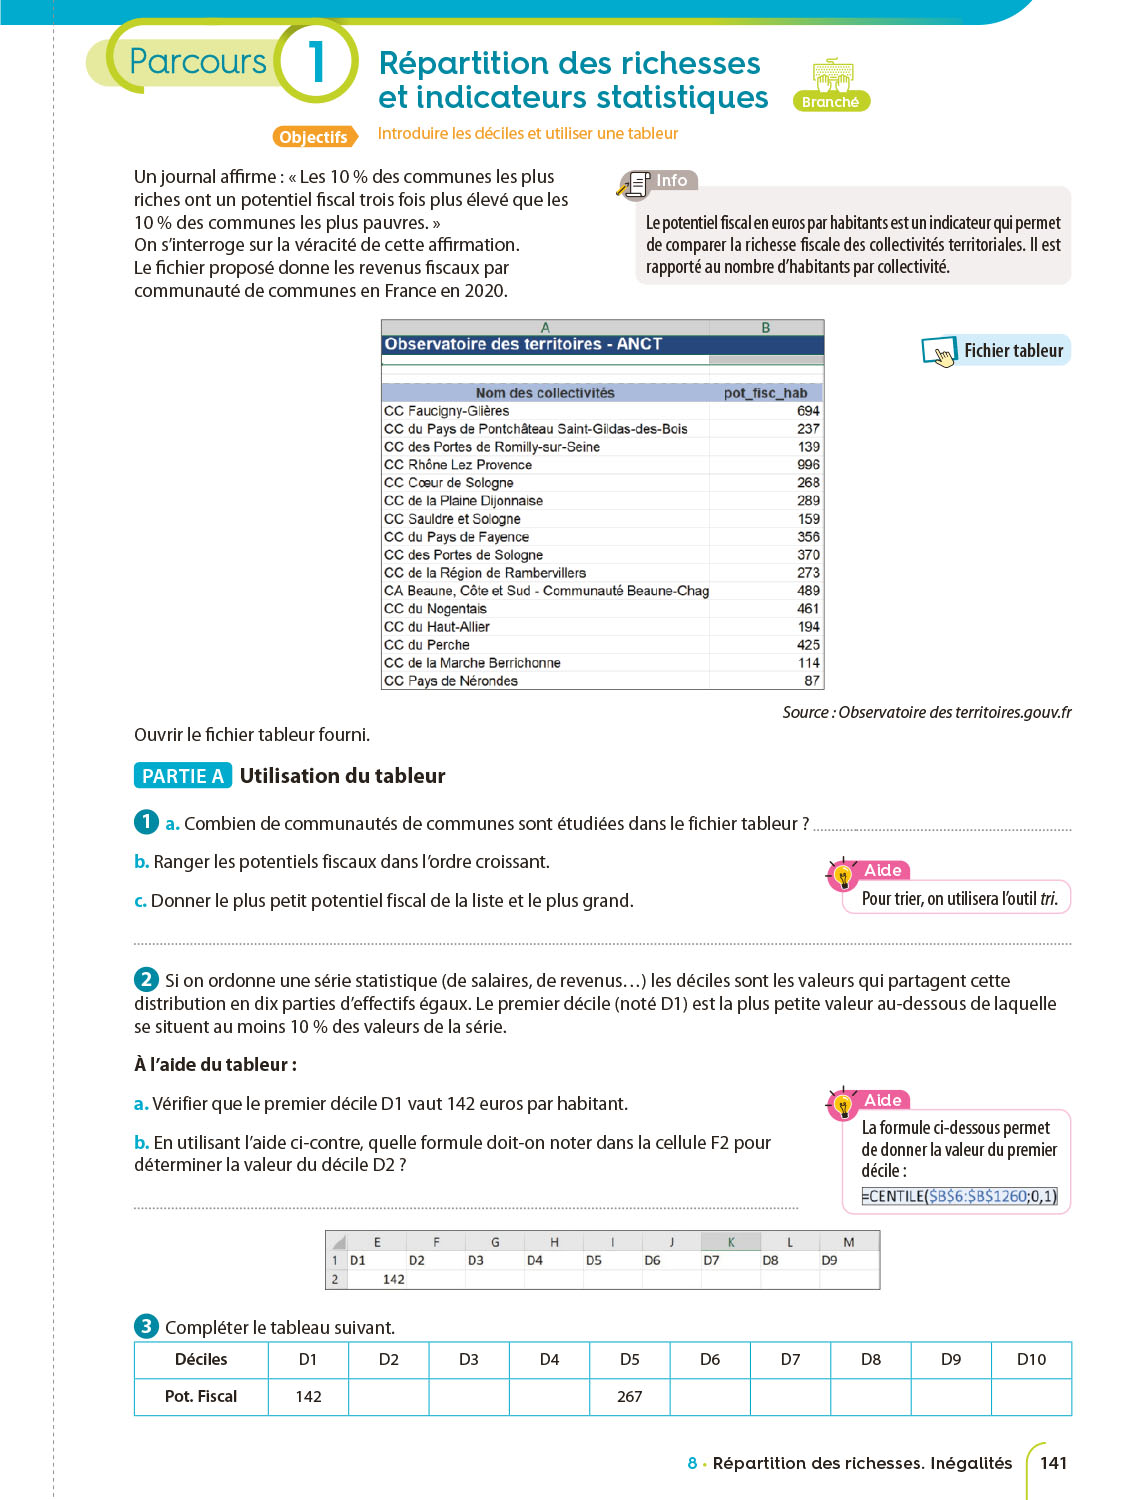 Parcours 1
Répartition des richesses
et indicateurs statistiques
Branché
Objectifs
Introduire les déciles et utiliser une tableur
Un journal affirme : « Les 10 % des communes les plus
riches ont un potentiel fiscal trois fois plus élevé que les
10 % des communes les plus pauvres. »
On s’interroge sur la véracité de cette affirmation.
Le fichier proposé donne les revenus fiscaux par
communauté de communes en France en 2020.
Info
Le potentiel fiscal en euros par habitants est un indicateur qui permet
de comparer la richesse fiscale des collectivités territoriales. Il est
rapporté au nombre d’habitants par collectivité.
Fichier tableur
A B
Observatoire des territoires - ANCT
Nom des collectivités pot_fisc_hab
CC Faucigny-Glières 694
CC du Pays de Pontchâteau Saint-Gildas-des-Bois 237
CC des Portes de Romilly-sur-Seine 139
CC Rhône Lez Provence 996
CC Cœur de Sologne 268
CC de la Plaine Dijonnaise 289
CC Sauldre et Sologne 159
CC du Pays de Fayence 356
CC des Portes de Sologne 370
CC de la Région de Rambervillers 273
CA Beaune, Côte et Sud - Communauté Beaune-Chag 489
CC du Nogentais 461
CC du Haut-Allier 194
CC du Perche 425
CC de la Marche Berrichonne 114
CC Pays de Nérondes 87
Source : Observatoire des territoires.gouv.fr
Ouvrir le fichier tableur fourni.
PARTIE A Utilisation du tableur
1 a. Combien de communautés de communes sont étudiées dans le fichier tableur ?
b. Ranger les potentiels fiscaux dans l’ordre croissant.
c. Donner le plus petit potentiel fiscal de la liste et le plus grand.
Aide
Pour trier, on utilisera l’outil tri.
2 Si on ordonne une série statistique (de salaires, de revenus…) les déciles sont les valeurs qui partagent cette
distribution en dix parties d’effectifs égaux. Le premier décile (noté D1) est la plus petite valeur au-dessous de laquelle
se situent au moins 10 % des valeurs de la série.
À l’aide du tableur :
a. Vérifier que le premier décile D1 vaut 142 euros par habitant.
b. En utilisant l’aide ci-contre, quelle formule doit-on noter dans la cellule F2 pour
déterminer la valeur du décile D2 ?
Aide
La formule ci-dessous permet
de donner la valeur du premier
décile :
=CENTILE($B$6:$B$1260;0,1)
E F G H I J K L M
1 D1 D2 D3 D4 D5 D6 D7 D8 D9
2 142
3 Compléter le tableau suivant.
Déciles D1 D2 D3 D4 D5 D6 D7 D8 D9 D10
Pot. Fiscal 142 267
8 • Répartition des richesses. Inégalités 141